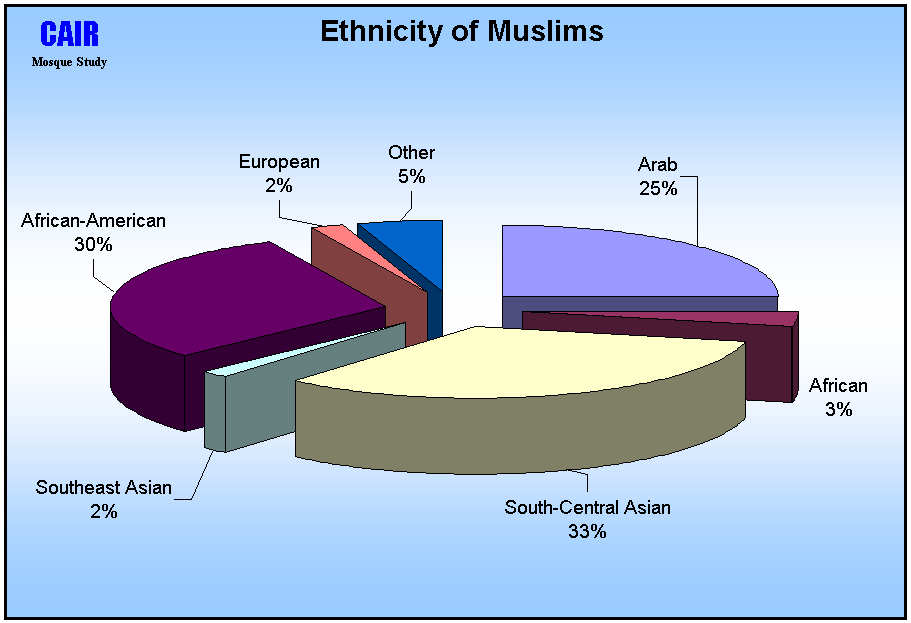 CAIR
Mosque Study
Ethnicity of Muslims
European
2%
Other
5%
Arab
25%
African-American
30%
African
3%
Southeast Asian
2%
South-Central Asian
33%